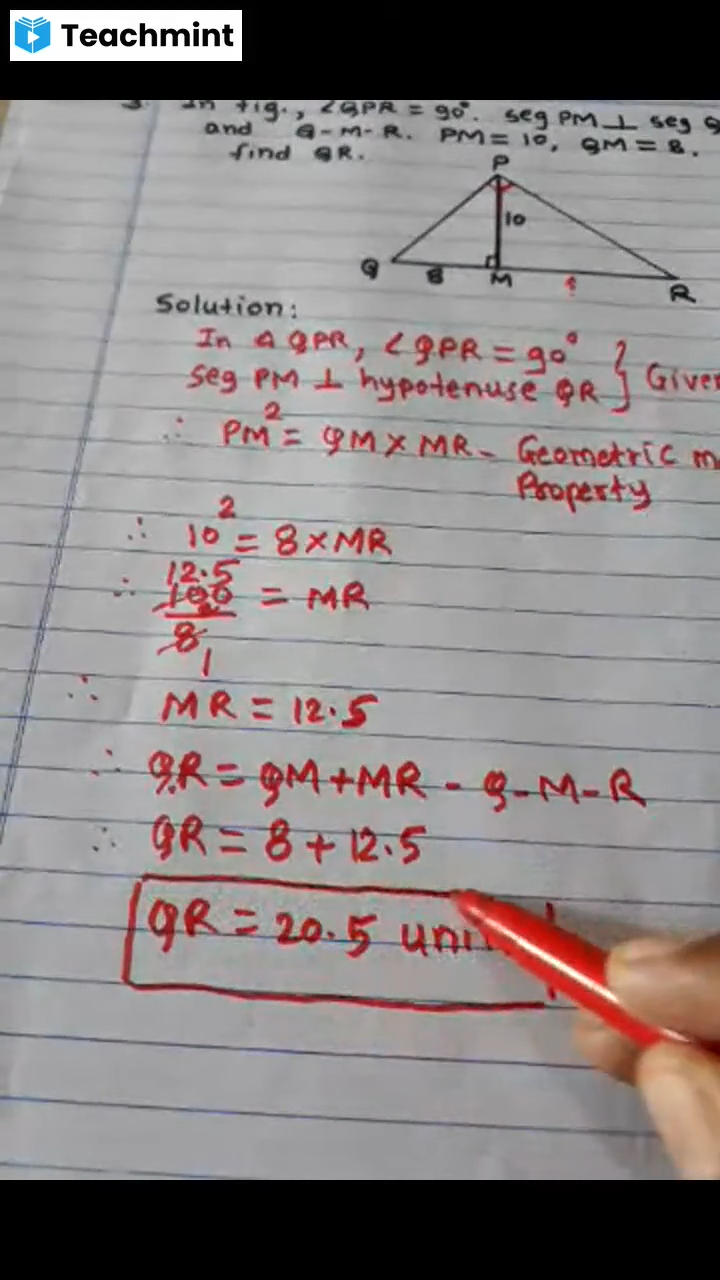 Teachmint
3. In fig., ∠QPR = 90°. seg PM ⊥ seg Q
and Q-M-R. PM = 10, QM = 8.
find QR.
P
10
Q 8 M ? R
Solution:
In △ QPR, ∠QPR = 90°
seg PM ⊥ hypotenuse QR } Given
∴ PM² = QM × MR - Geometric m
Property
∴ 10² = 8 × MR
12.5
∴ 100 = MR
8
1
∴ MR = 12.5
∴ QR = QM + MR - Q-M-R
∴ QR = 8 + 12.5
QR = 20.5